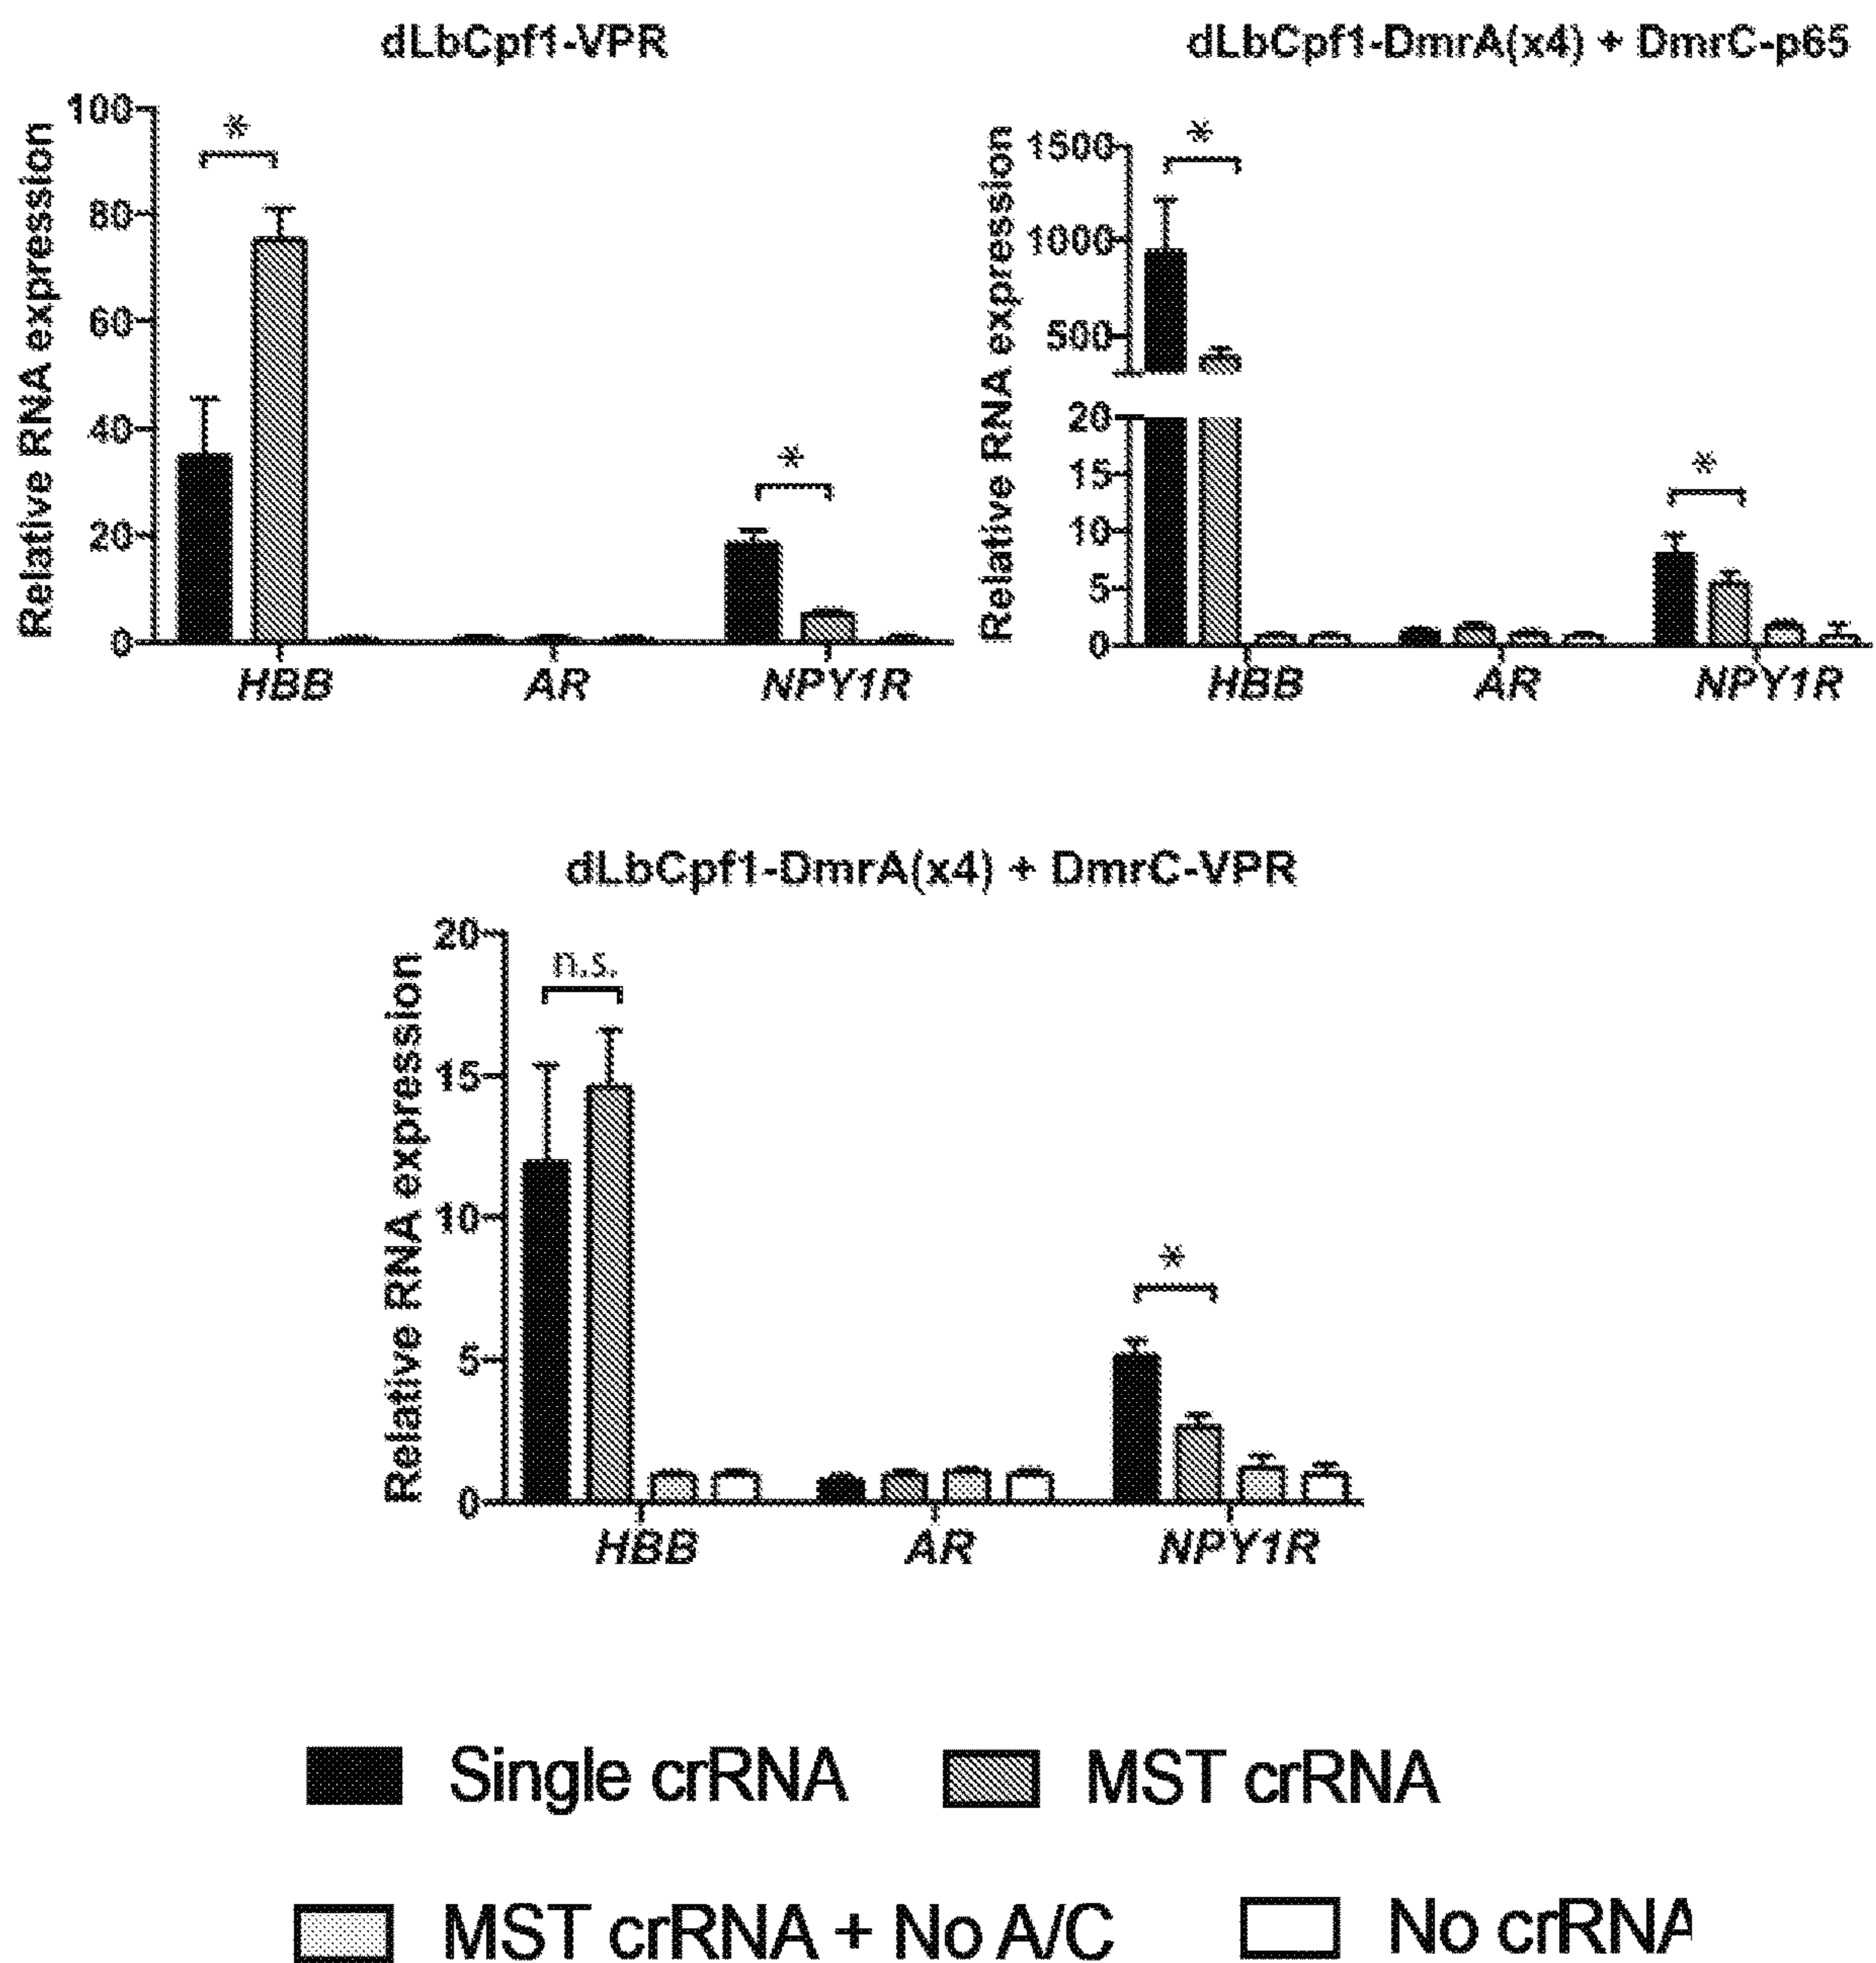 dLbCpf1-VPR
Relative RNA expression
100
80
60
40
20
0
*
*
HBB AR NPY1R
dLbCpf1-DmrA(x4) + DmrC-p65
Relative RNA expression
1500
1000
500
20
15
10
5
0
*
*
HBB AR NPY1R
dLbCpf1-DmrA(x4) + DmrC-VPR
Relative RNA expression
20
15
10
5
0
n.s.
*
HBB AR NPY1R
Single crRNA MST crRNA
MST crRNA + No A/C No crRNA